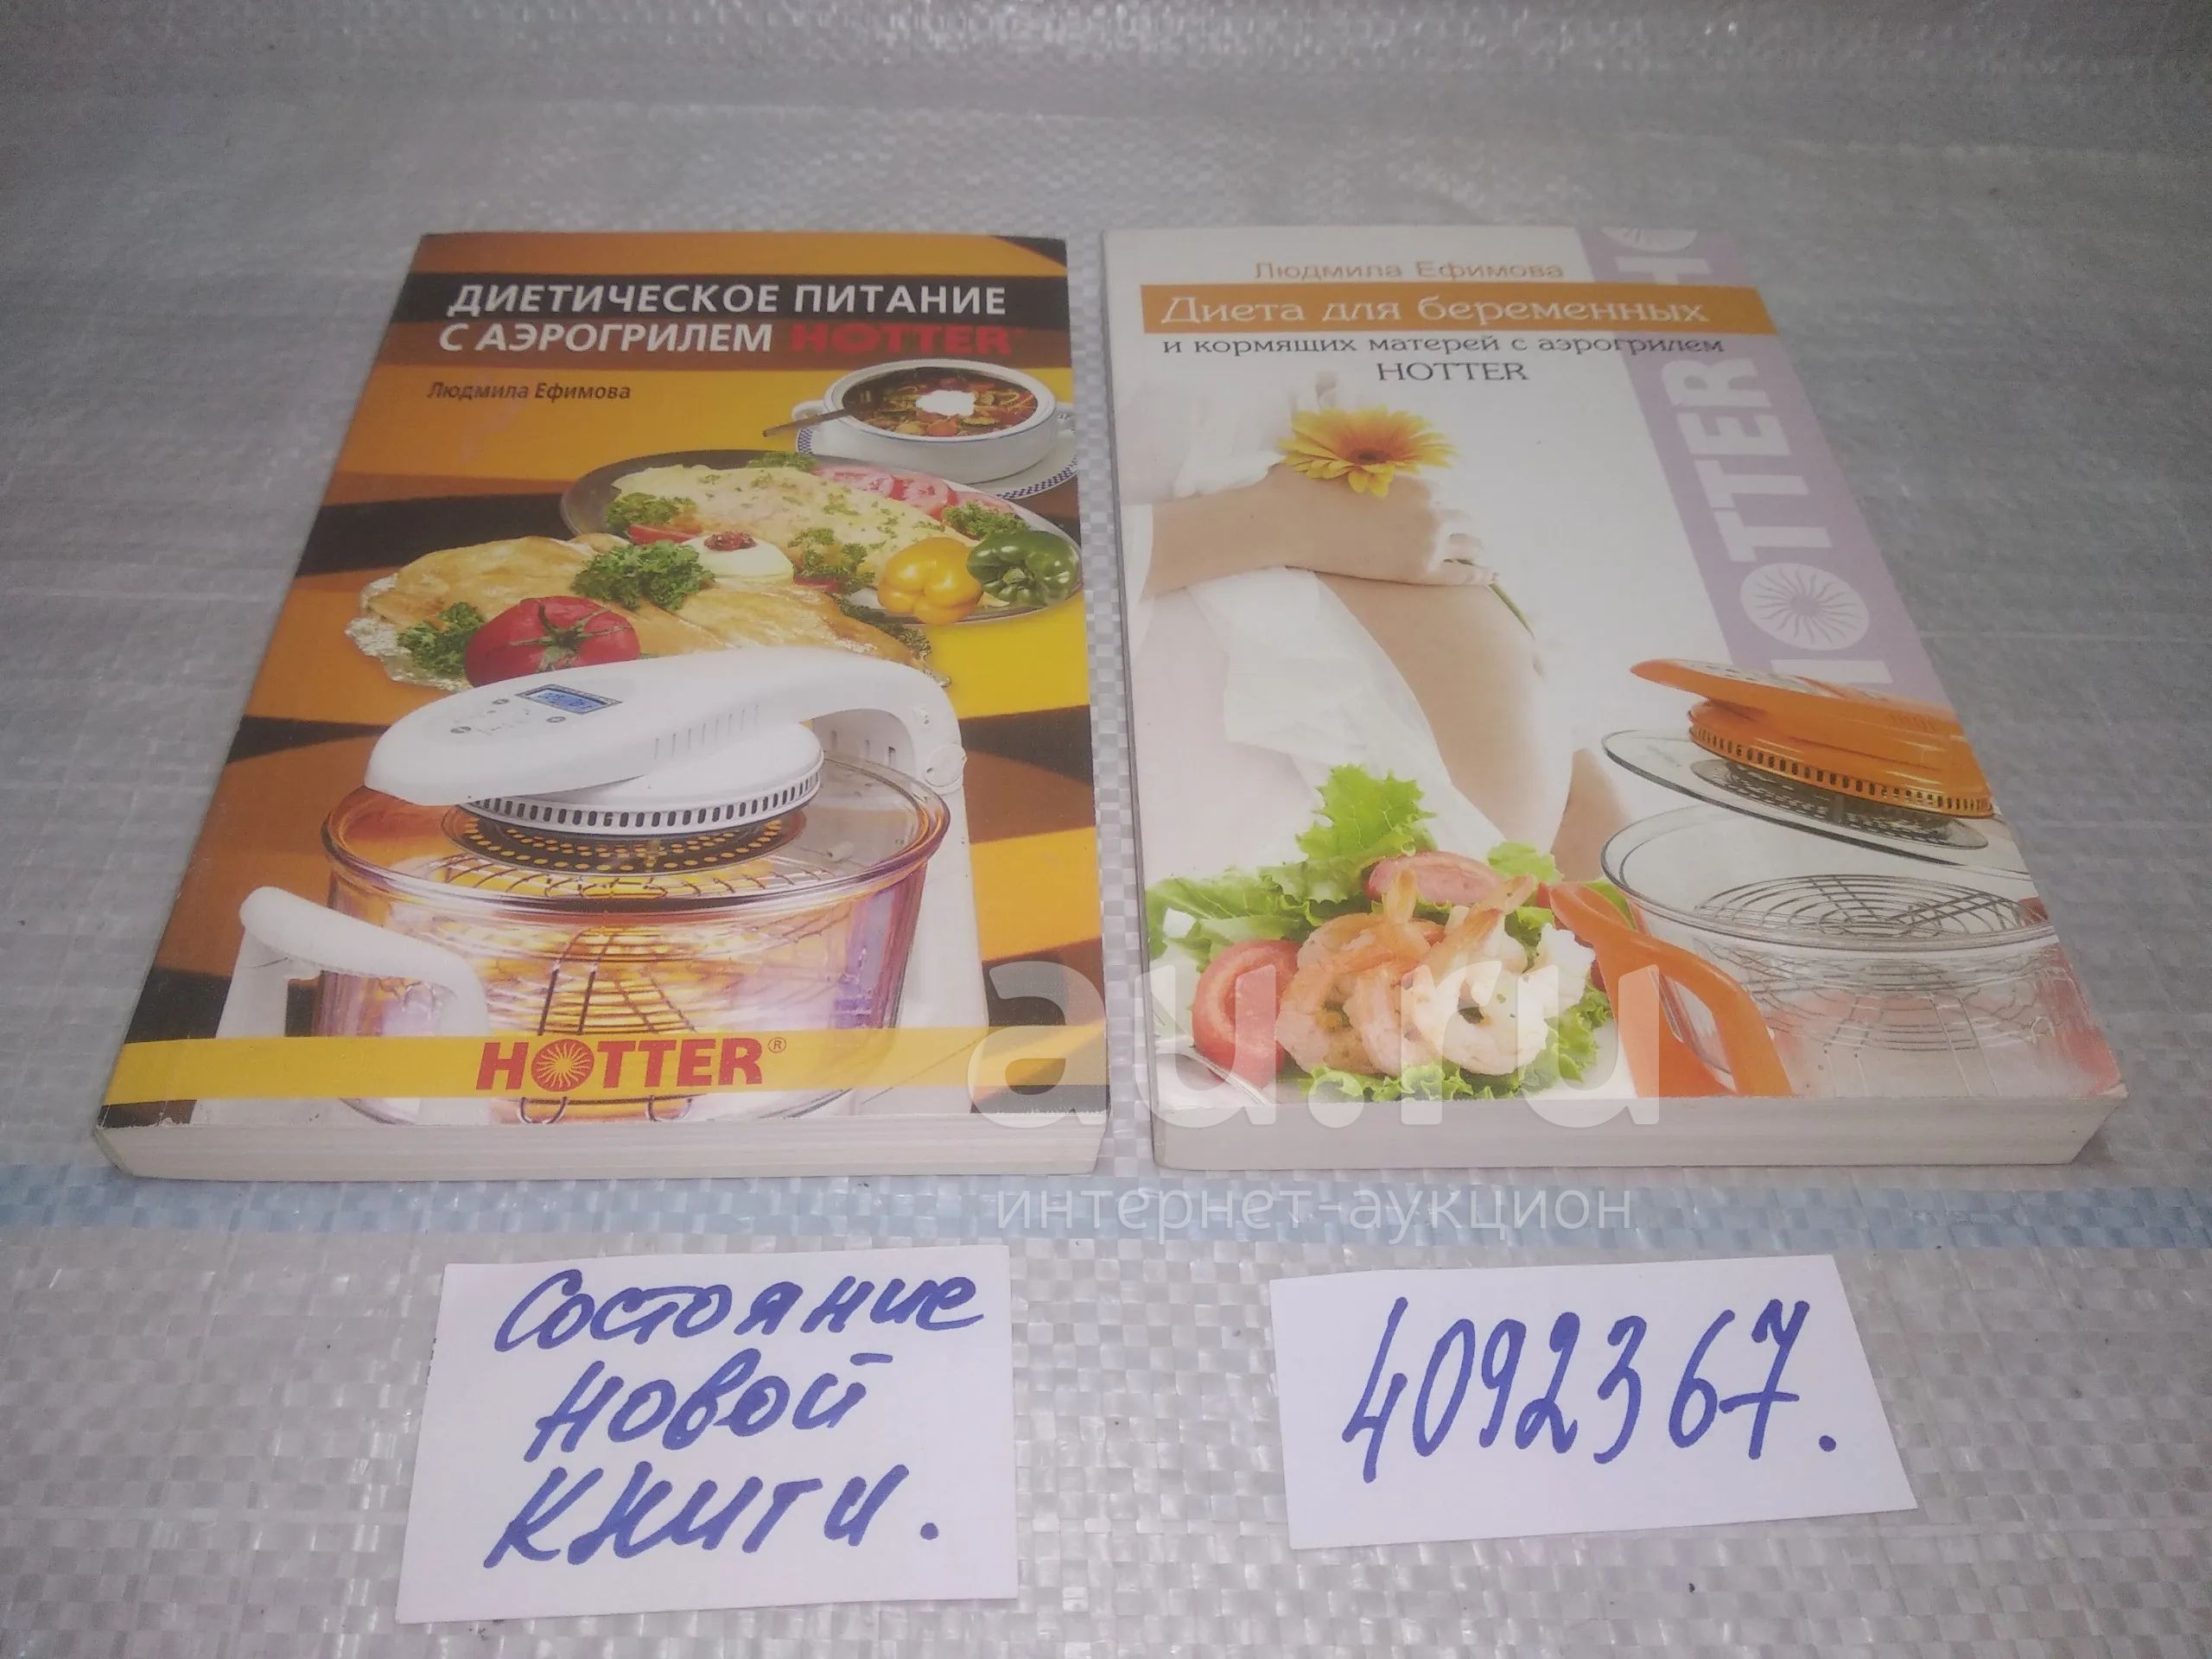 ДИЕТИЧЕСКОЕ ПИТАНИЕ
С АЭРОГРИЛЕМ HOTTER®
Людмила Ефимова
HOTTER®
Людмила Ефимова
Диета для беременных
и кормящих матерей с аэрогрилем
HOTTER
HOTTER
au.ru
интернет-аукцион
Состояние
новой
книги.
4092367.